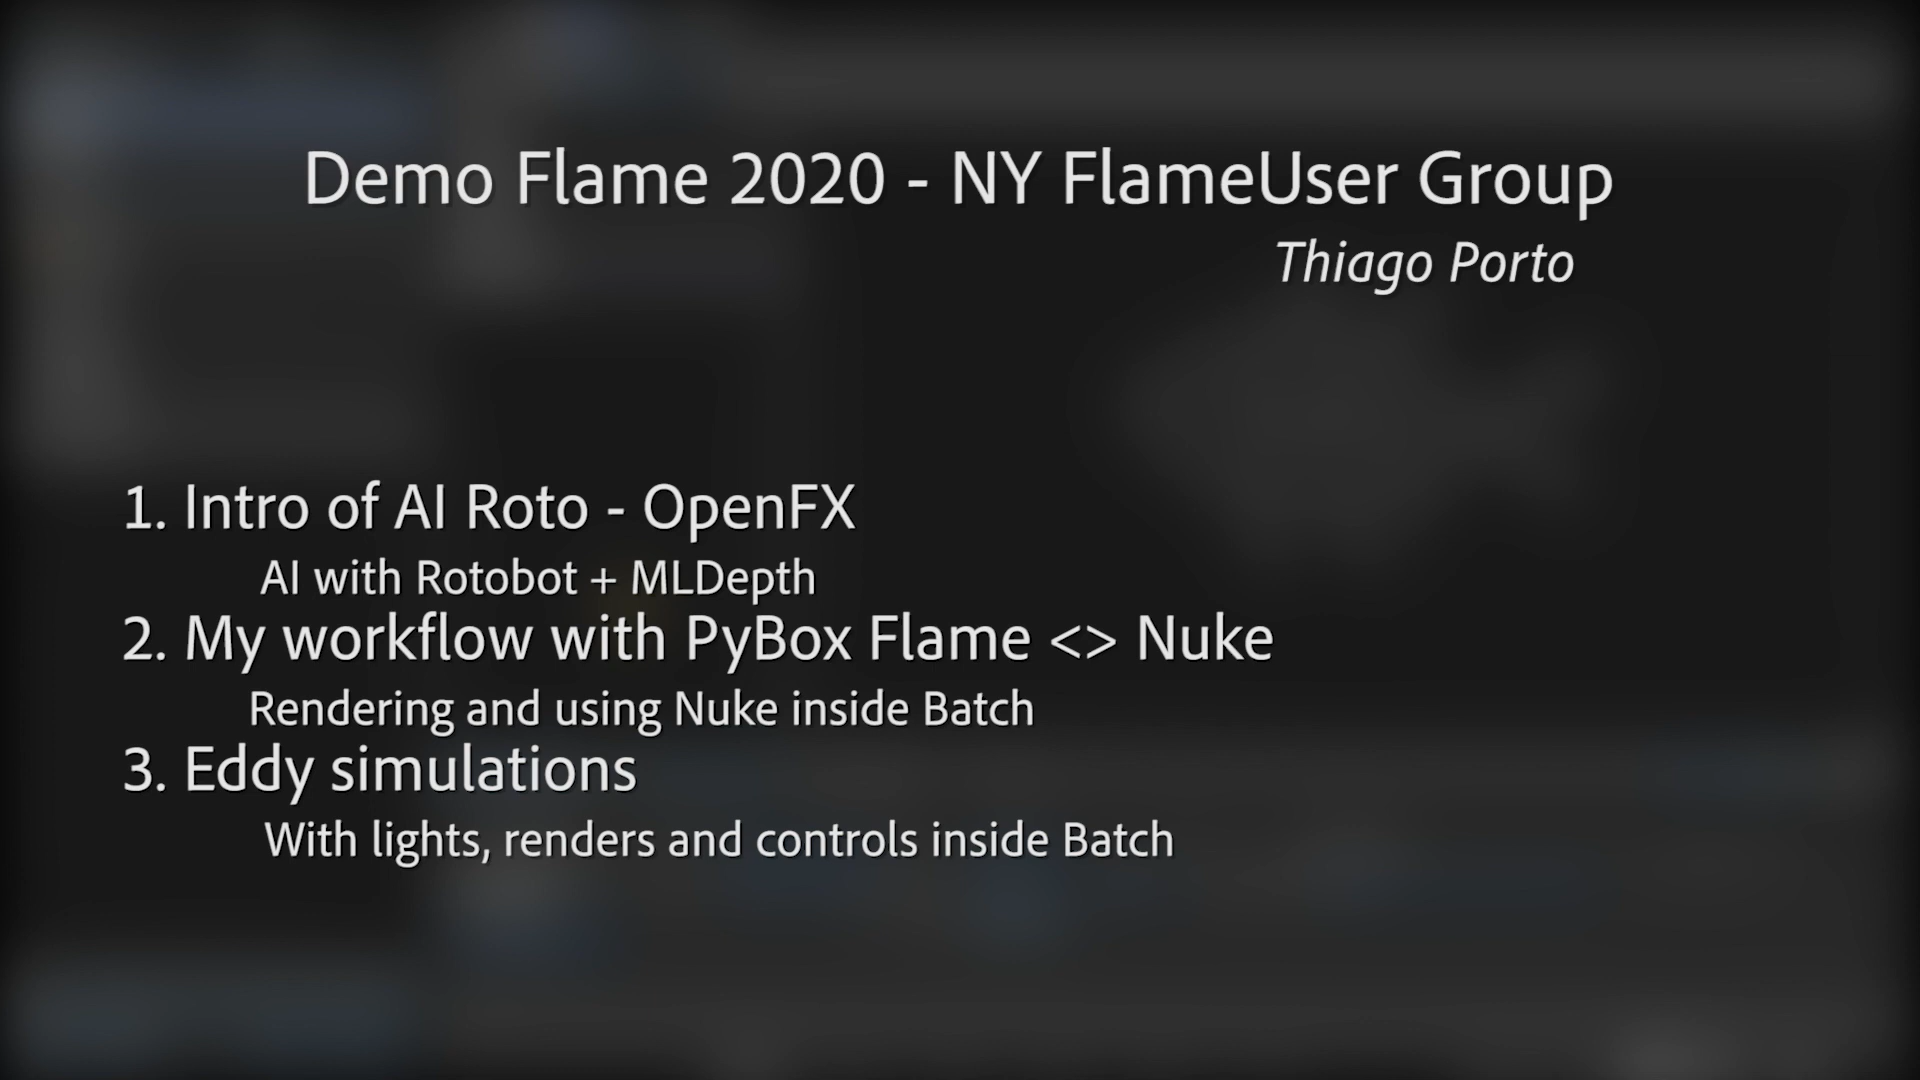 Demo Flame 2020 - NY FlameUser Group
Thiago Porto
1. Intro of AI Roto - OpenFX
AI with Rotobot + MLDepth
2. My workflow with PyBox Flame <> Nuke
Rendering and using Nuke inside Batch
3. Eddy simulations
With lights, renders and controls inside Batch